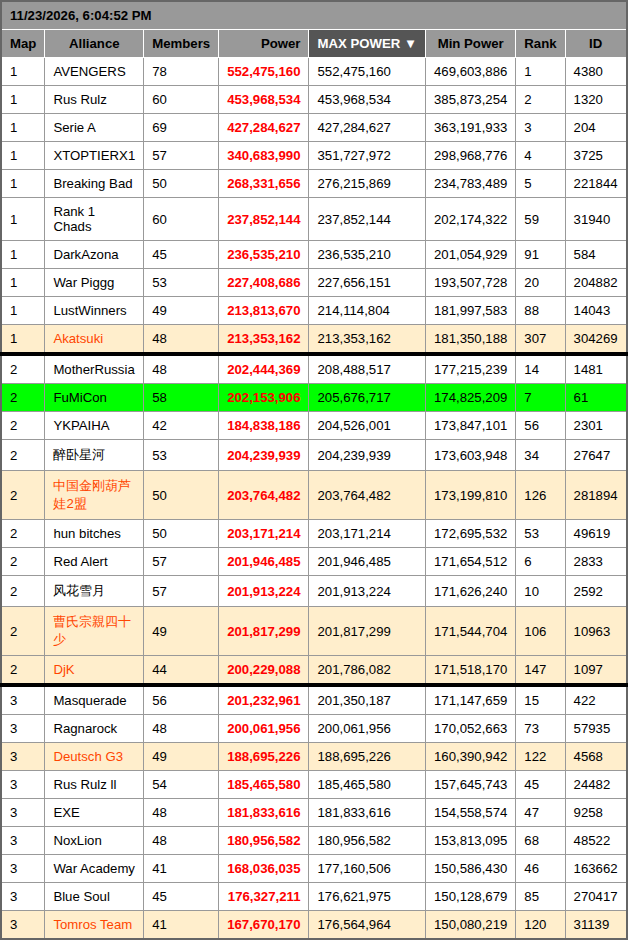 11/23/2026, 6:04:52 PM
Map Alliance Members Power MAX POWER ▼ Min Power Rank ID
1 AVENGERS 78 552,475,160 552,475,160 469,603,886 1 4380
1 Rus Rulz 60 453,968,534 453,968,534 385,873,254 2 1320
1 Serie A 69 427,284,627 427,284,627 363,191,933 3 204
1 XTOPTIERX1 57 340,683,990 351,727,972 298,968,776 4 3725
1 Breaking Bad 50 268,331,656 276,215,869 234,783,489 5 221844
1 Rank 1
Chads 60 237,852,144 237,852,144 202,174,322 59 31940
1 DarkAzona 45 236,535,210 236,535,210 201,054,929 91 584
1 War Piggg 53 227,408,686 227,656,151 193,507,728 20 204882
1 LustWinners 49 213,813,670 214,114,804 181,997,583 88 14043
1 Akatsuki 48 213,353,162 213,353,162 181,350,188 307 304269
2 MotherRussia 48 202,444,369 208,488,517 177,215,239 14 1481
2 FuMiCon 58 202,153,906 205,676,717 174,825,209 7 61
2 YKPAIHA 42 184,838,186 204,526,001 173,847,101 56 2301
2 醉卧星河 53 204,239,939 204,239,939 173,603,948 34 27647
2 中国金刚葫芦
娃2盟 50 203,764,482 203,764,482 173,199,810 126 281894
2 hun bitches 50 203,171,214 203,171,214 172,695,532 53 49619
2 Red Alert 57 201,946,485 201,946,485 171,654,512 6 2833
2 风花雪月 57 201,913,224 201,913,224 171,626,240 10 2592
2 曹氏宗親四十
少 49 201,817,299 201,817,299 171,544,704 106 10963
2 DjK 44 200,229,088 201,786,082 171,518,170 147 1097
3 Masquerade 56 201,232,961 201,350,187 171,147,659 15 422
3 Ragnarock 48 200,061,956 200,061,956 170,052,663 73 57935
3 Deutsch G3 49 188,695,226 188,695,226 160,390,942 122 4568
3 Rus Rulz ll 54 185,465,580 185,465,580 157,645,743 45 24482
3 EXE 48 181,833,616 181,833,616 154,558,574 47 9258
3 NoxLion 48 180,956,582 180,956,582 153,813,095 68 48522
3 War Academy 41 168,036,035 177,160,506 150,586,430 46 163662
3 Blue Soul 45 176,327,211 176,621,975 150,128,679 85 270417
3 Tomros Team 41 167,670,170 176,564,964 150,080,219 120 31139